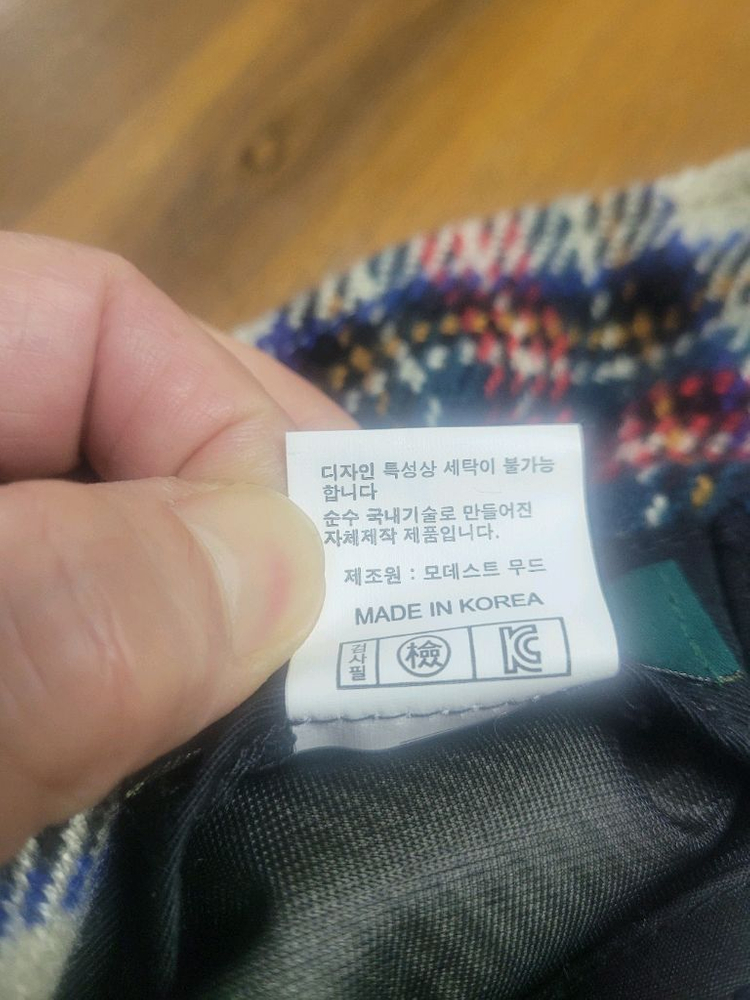 디자인 특성상 세탁이 불가능
합니다
순수 국내기술로 만들어진
자체제작 제품입니다.
제조원 : 모데스트 무드
MADE IN KOREA
검사필 檢 KC